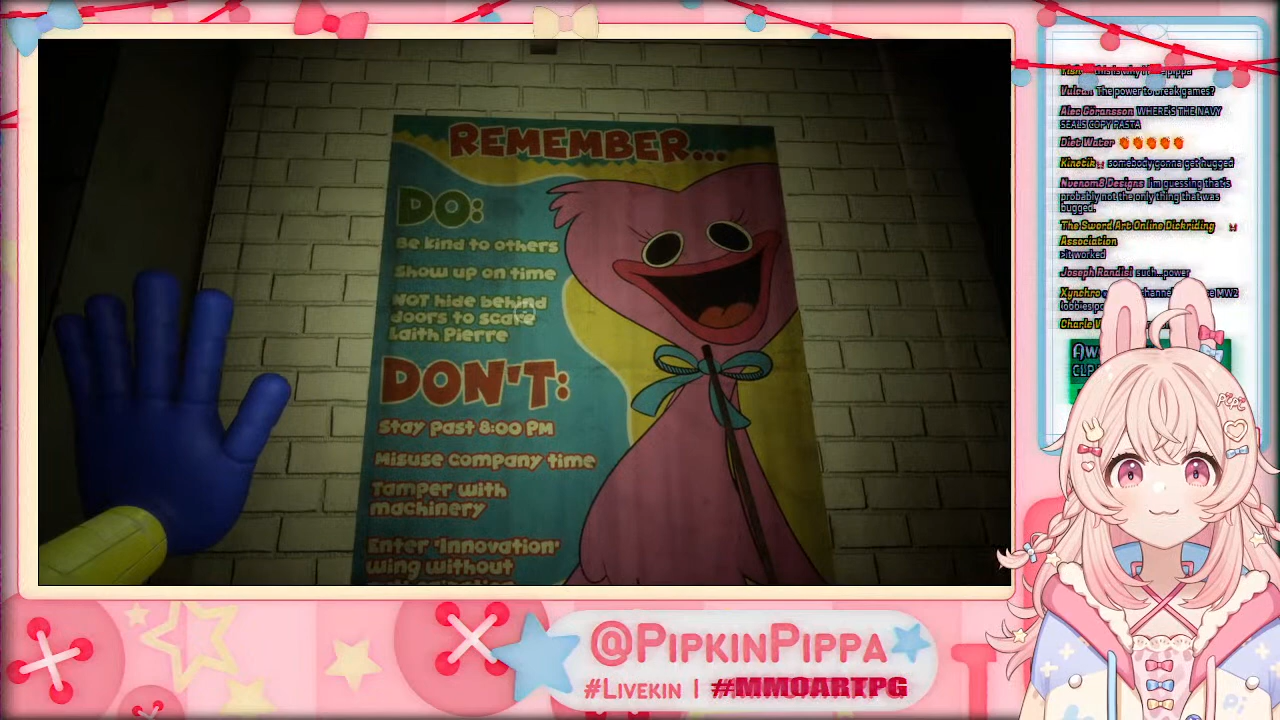 REMEMBER...
DO:
Be kind to others
Show up on time
NOT hide behind
doors to scare
Laith Pierre
DON'T:
Stay past 8:00 PM
Misuse company time
Tamper with
machinery
Enter 'Innovation'
wing without
Vulcan The power to break games?
Alec Goransson WHERE'S THE NAVY
SEALS COPY PASTA
Diet Water
Kinetik somebody gonna get hugged
Nvenom8 Designs I'm guessing that's
probably not the only thing that was
bugged.
The Sword Art Online Dickriding
Association
>it worked
Joseph Randisi such...power
Xynchro
@PipkinPippa
#Livekin | #MMOARTPG